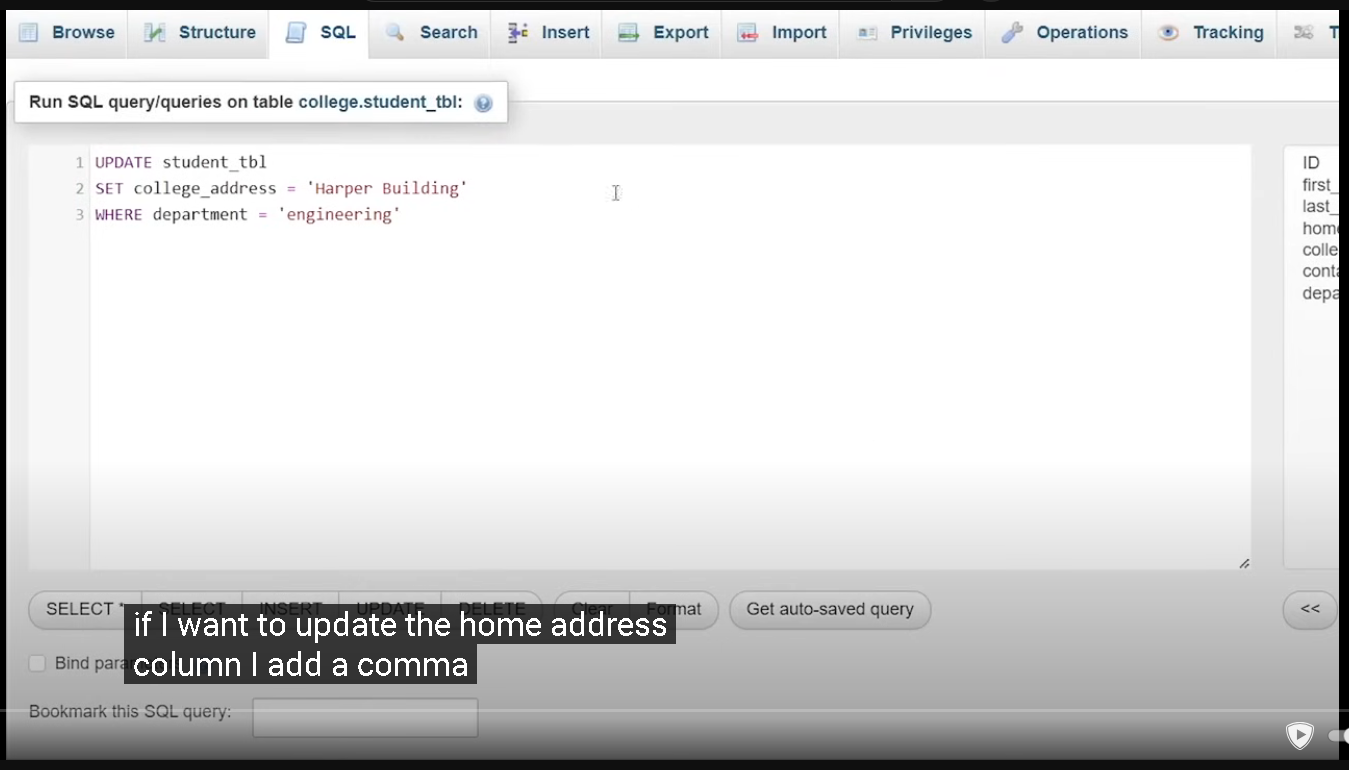 Browse Structure SQL Search Insert Export Import Privileges Operations Tracking T
Run SQL query/queries on table college.student_tbl:
1 UPDATE student_tbl
2 SET college_address = 'Harper Building'
3 WHERE department = 'engineering'
ID
first_
last_
home
colle
conta
depa
SELECT * SELECT INSERT UPDATE DELETE Clear Format Get auto-saved query <<
if I want to update the home address
column I add a comma
Bind para
Bookmark this SQL query: